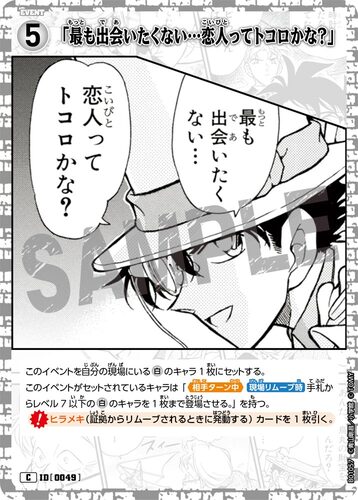 EVENT
5
「最も出会いたくない…恋人ってトコロかな?」
最も
出会いたく
ない…
恋人って
トコロかな?
SAMPLE
このイベントを自分の現場にいる白のキャラ1枚にセットする。
このイベントがセットされているキャラは「相手ターン中 現場リムーブ時 手札か
らレベル7以下の白のキャラを1枚まで登場させる。」を持つ。
ヒラメキ(証拠からリムーブされるときに発動する)カードを1枚引く。
C ID[0049]